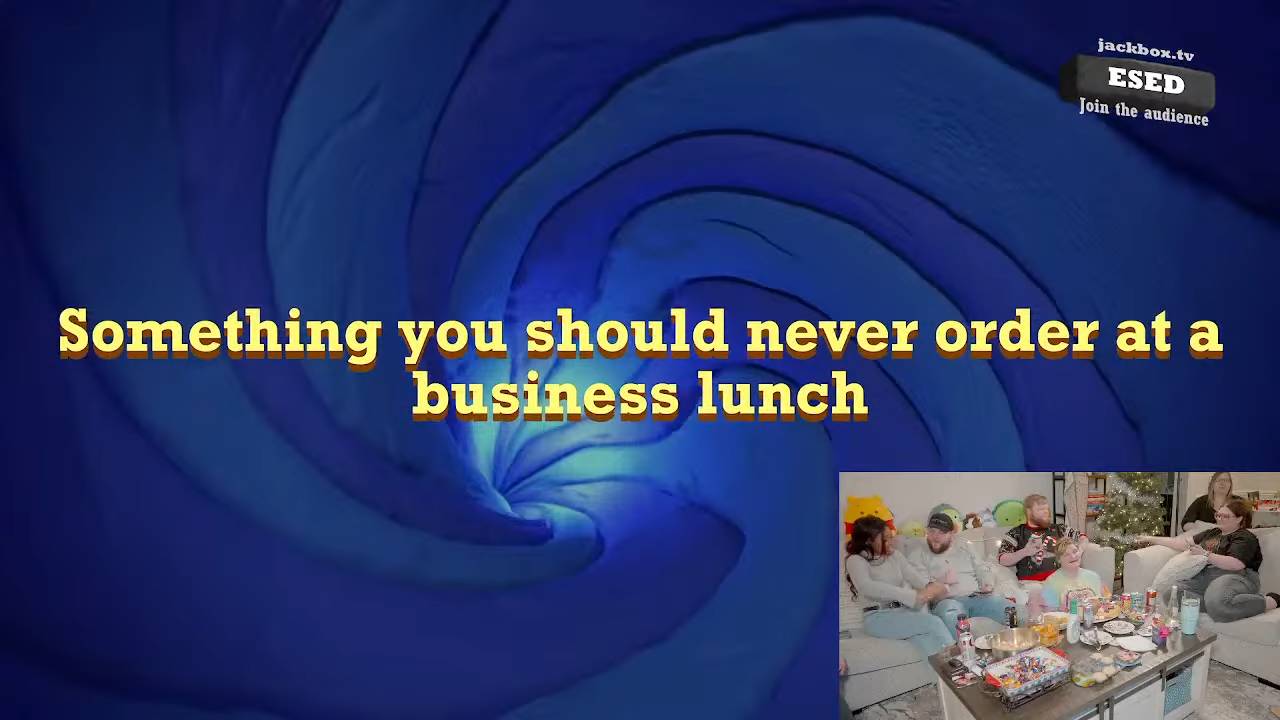 jackbox.tv
ESED
Join the audience
Something you should never order at a
business lunch